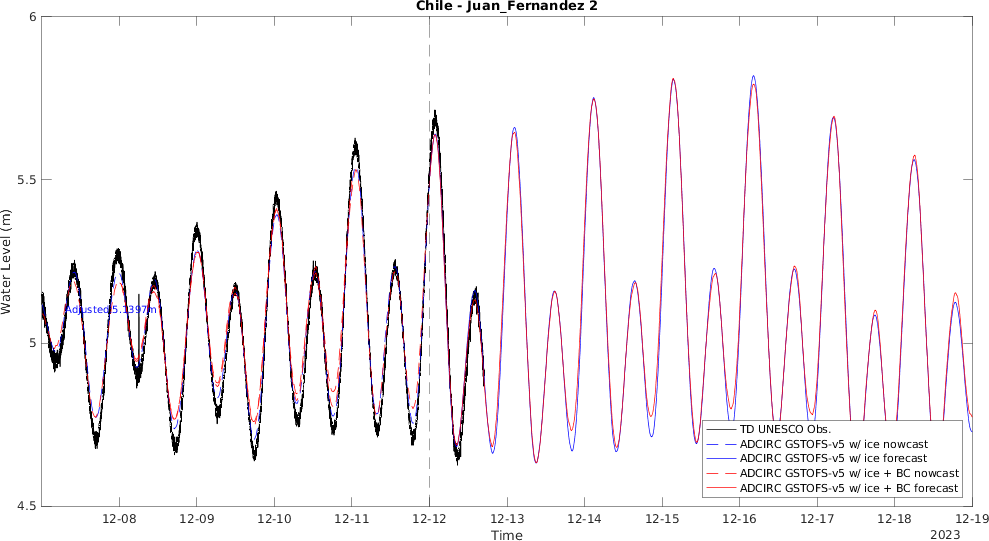 Chile - Juan_Fernandez 2
6
5.5
5
4.5
Water Level (m)
Adjusted 5.1397m
12-08
12-09
12-10
12-11
12-12
12-13
12-14
12-15
12-16
12-17
12-18
12-19
Time
2023
TD UNESCO Obs.
ADCIRC GSTOFS-v5 w/ ice nowcast
ADCIRC GSTOFS-v5 w/ ice forecast
ADCIRC GSTOFS-v5 w/ ice + BC nowcast
ADCIRC GSTOFS-v5 w/ ice + BC forecast